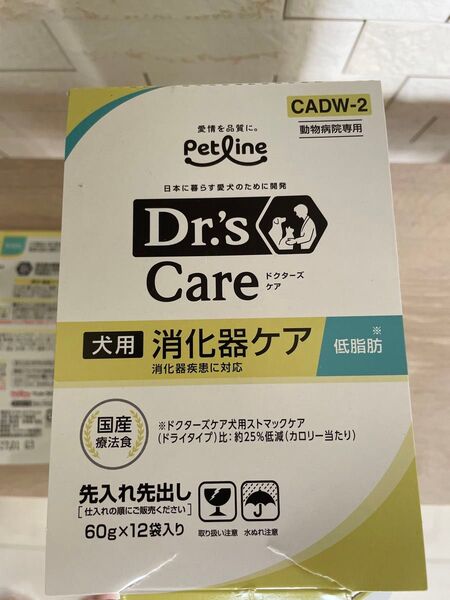 CADW-2
動物病院専用
愛情を品質に。
Petline
日本に暮らす愛犬のために開発
Dr.'s
Care
ドクターズ
ケア
犬用
消化器ケア
消化器疾患に対応
※
低脂肪
国産
療法食
※ドクターズケア犬用ストマックケア
(ドライタイプ)比:約25%低減(カロリー当たり)
先入れ先出し
[仕入れの順にご販売ください]
60g×12袋入り
取り扱い注意
水ぬれ注意